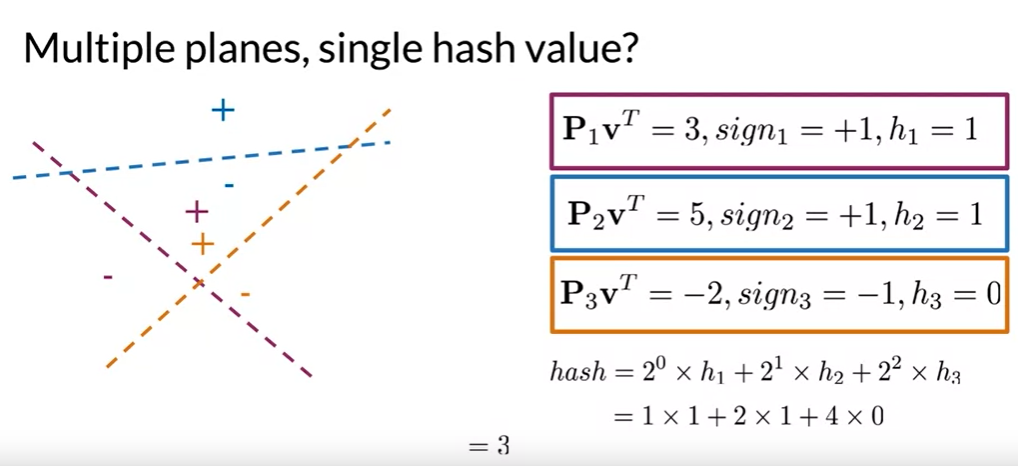 Multiple planes, single hash value?
+
-
+
+
-
-
P₁vᵀ = 3, sign₁ = +1, h₁ = 1
P₂vᵀ = 5, sign₂ = +1, h₂ = 1
P₃vᵀ = −2, sign₃ = −1, h₃ = 0
hash = 2⁰ × h₁ + 2¹ × h₂ + 2² × h₃
= 1 × 1 + 2 × 1 + 4 × 0
= 3